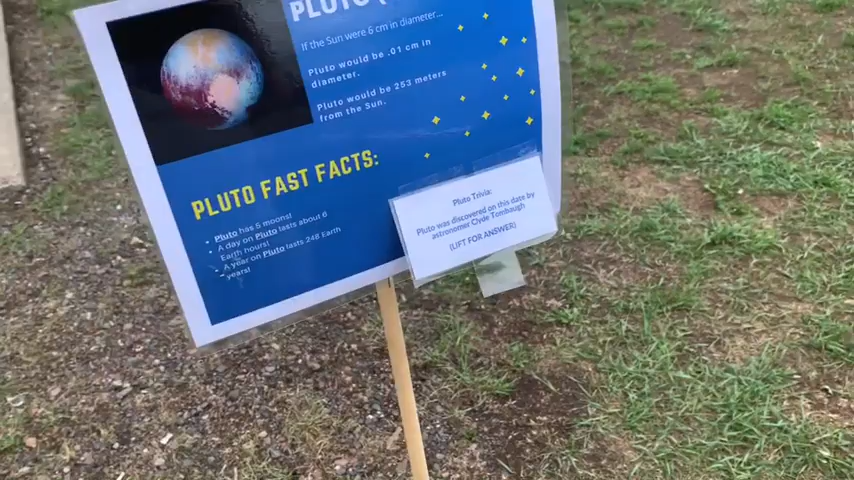 PLUTO (
If the Sun were 6 cm in diameter...
Pluto would be .01 cm in
diameter.
Pluto would be 253 meters
from the Sun.
PLUTO FAST FACTS:
Pluto has 5 moons!
A day on Pluto lasts about 6
Earth hours!
A year on Pluto lasts 248 Earth
years!
Pluto Trivia:
Pluto was discovered on this date by
astronomer Clyde Tombaugh
(LIFT FOR ANSWER)